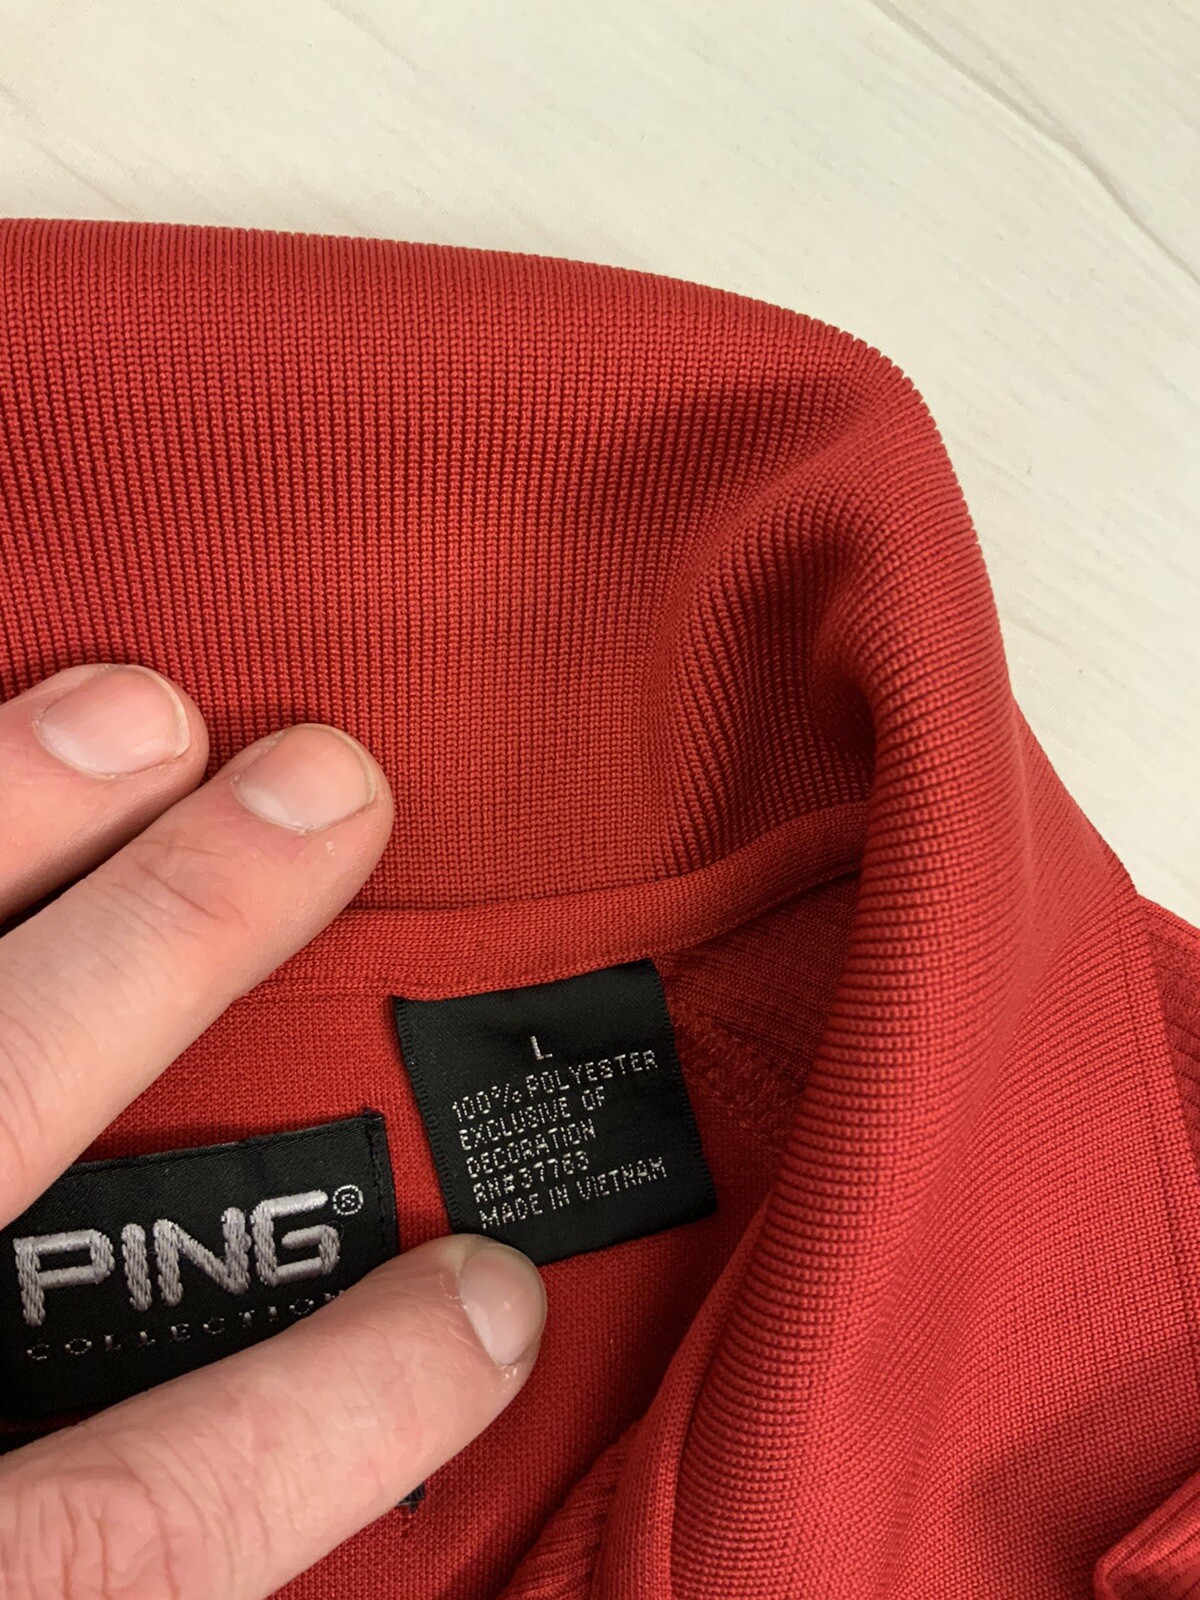 L
100% POLYESTER
EXCLUSIVE OF
DECORATION
RN#37763
MADE IN VIETNAM
PING®
COLLECTION